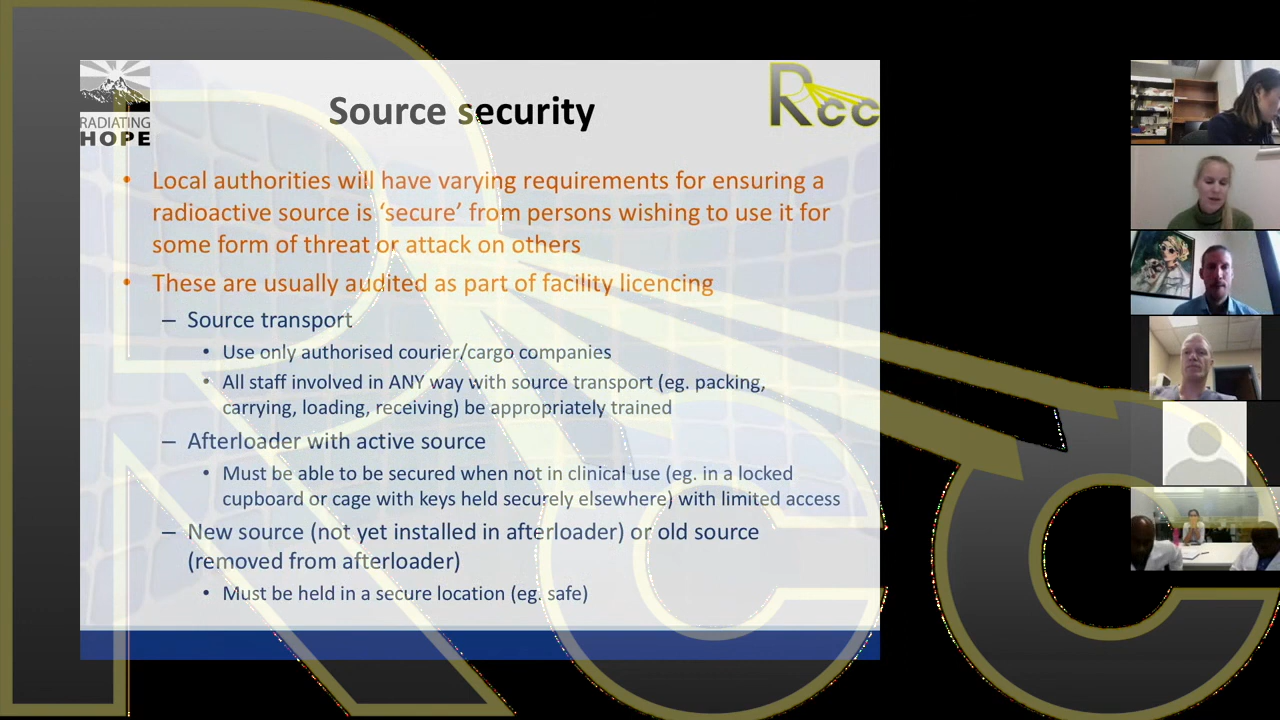 RADIATING
HOPE
Source security
Rcc
• Local authorities will have varying requirements for ensuring a
radioactive source is ‘secure’ from persons wishing to use it for
some form of threat or attack on others
• These are usually audited as part of facility licencing
– Source transport
• Use only authorised courier/cargo companies
• All staff involved in ANY way with source transport (eg. packing,
carrying, loading, receiving) be appropriately trained
– Afterloader with active source
• Must be able to be secured when not in clinical use (eg. in a locked
cupboard or cage with keys held securely elsewhere) with limited access
– New source (not yet installed in afterloader) or old source
(removed from afterloader)
• Must be held in a secure location (eg. safe)
Rcc